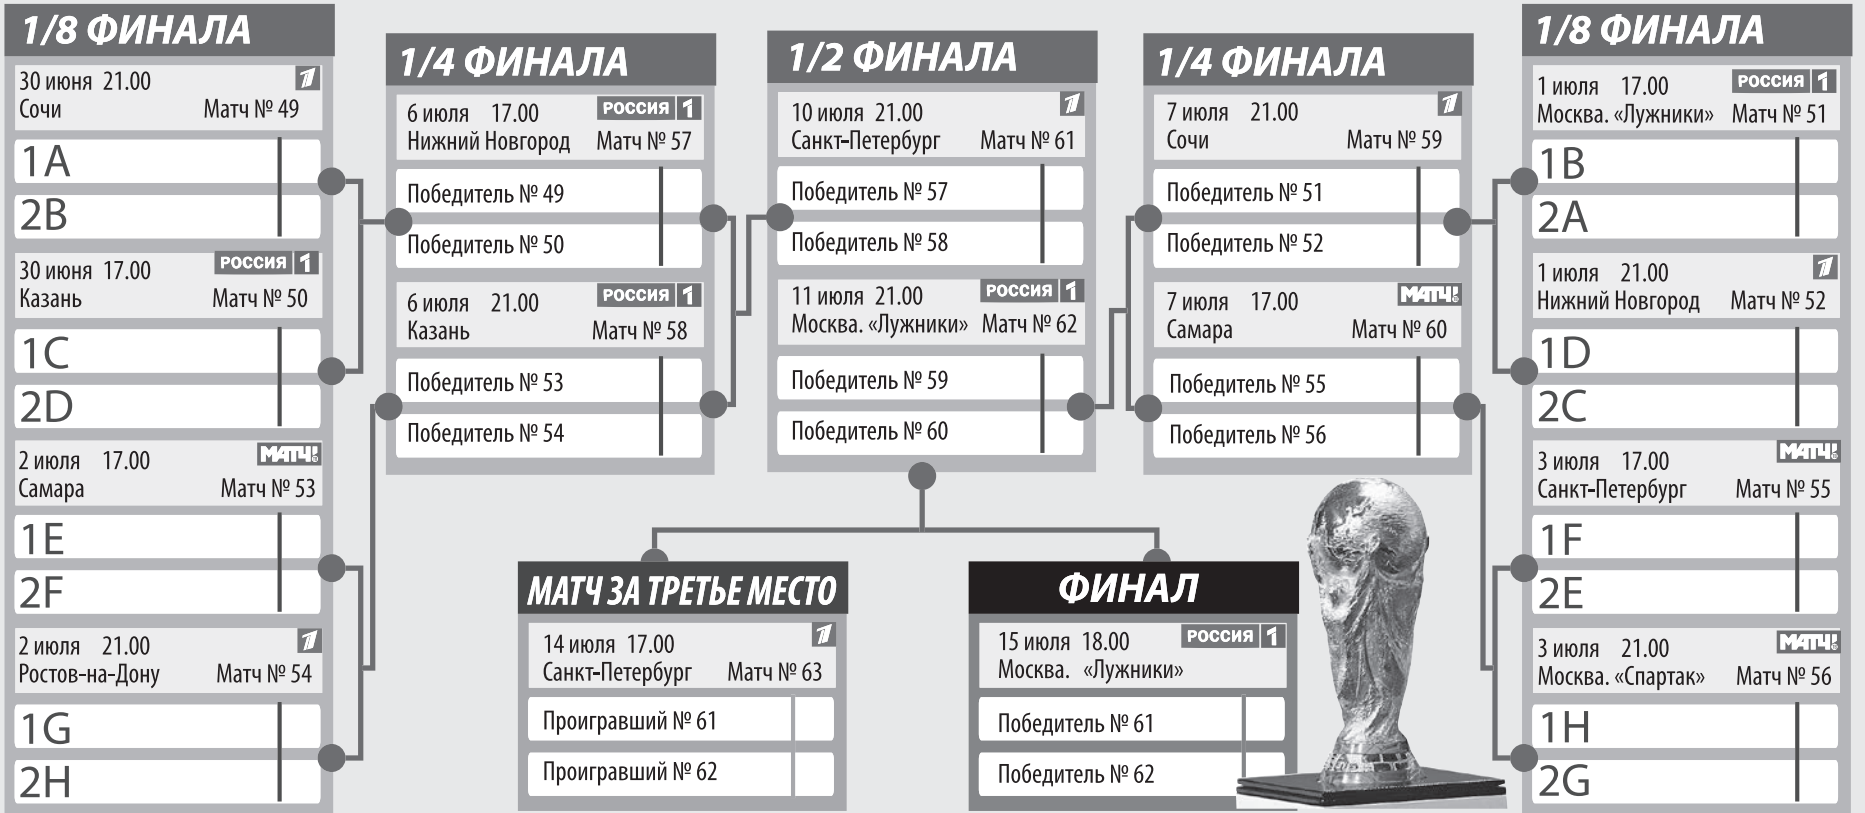 1/8 ФИНАЛА
30 июня 21.00
Сочи Матч № 49
1A
2B
30 июня 17.00 РОССИЯ 1
Казань Матч № 50
1C
2D
2 июля 17.00 МАТЧ!
Самара Матч № 53
1E
2F
2 июля 21.00
Ростов-на-Дону Матч № 54
1G
2H
1/4 ФИНАЛА
6 июля 17.00 РОССИЯ 1
Нижний Новгород Матч № 57
Победитель № 49
Победитель № 50
6 июля 21.00 РОССИЯ 1
Казань Матч № 58
Победитель № 53
Победитель № 54
1/2 ФИНАЛА
10 июля 21.00
Санкт-Петербург Матч № 61
Победитель № 57
Победитель № 58
11 июля 21.00 РОССИЯ 1
Москва. «Лужники» Матч № 62
Победитель № 59
Победитель № 60
1/4 ФИНАЛА
7 июля 21.00
Сочи Матч № 59
Победитель № 51
Победитель № 52
7 июля 17.00 МАТЧ!
Самара Матч № 60
Победитель № 55
Победитель № 56
1/8 ФИНАЛА
1 июля 17.00 РОССИЯ 1
Москва. «Лужники» Матч № 51
1B
2A
1 июля 21.00
Нижний Новгород Матч № 52
1D
2C
3 июля 17.00 МАТЧ!
Санкт-Петербург Матч № 55
1F
2E
3 июля 21.00 МАТЧ!
Москва. «Спартак» Матч № 56
1H
2G
МАТЧ ЗА ТРЕТЬЕ МЕСТО
14 июля 17.00
Санкт-Петербург Матч № 63
Проигравший № 61
Проигравший № 62
ФИНАЛ
15 июля 18.00 РОССИЯ 1
Москва. «Лужники»
Победитель № 61
Победитель № 62